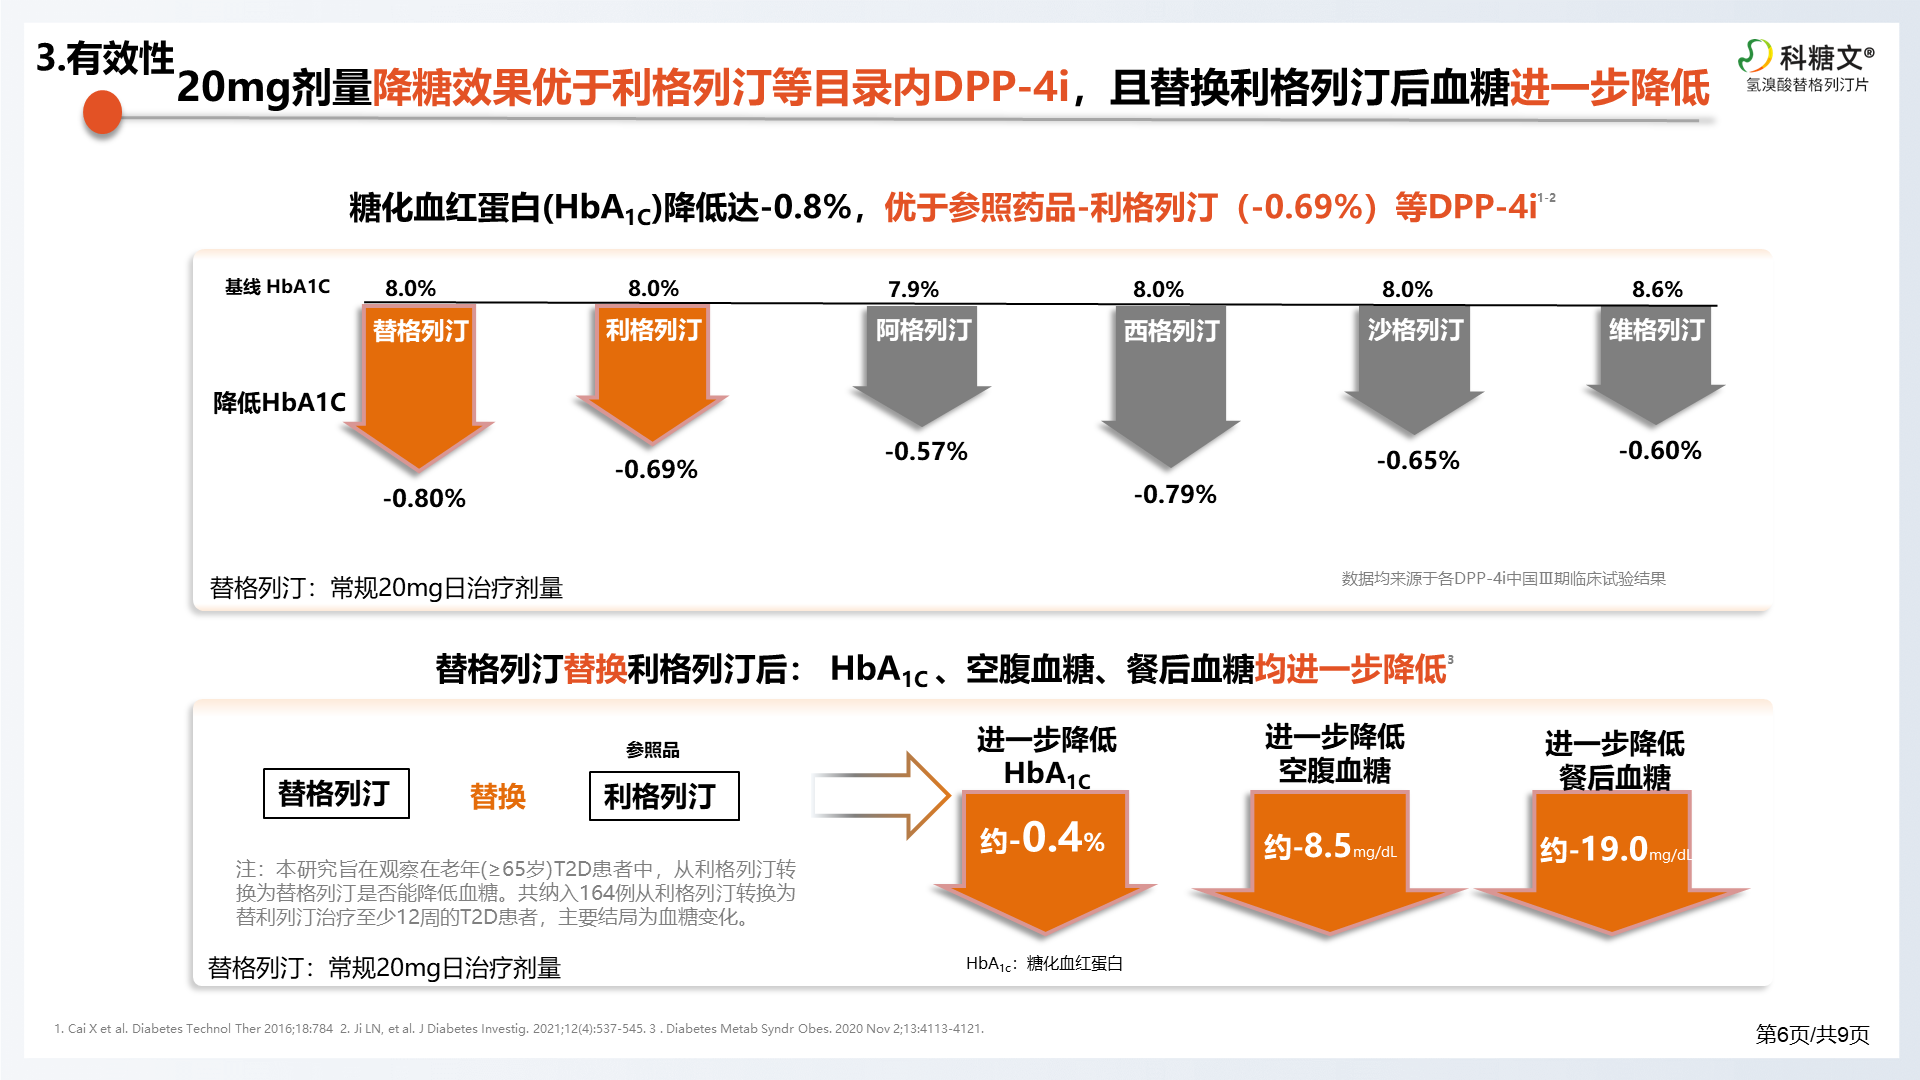 3.有效性
20mg剂量降糖效果优于利格列汀等目录内DPP-4i，且替换利格列汀后血糖进一步降低
科糖文®
氢溴酸替格列汀片
糖化血红蛋白(HbA1C)降低达-0.8%，优于参照药品-利格列汀（-0.69%）等DPP-4i1-2
基线 HbA1C 8.0% 8.0% 7.9% 8.0% 8.0% 8.6%
替格列汀 利格列汀 阿格列汀 西格列汀 沙格列汀 维格列汀
降低HbA1C
-0.80% -0.69% -0.57% -0.79% -0.65% -0.60%
替格列汀：常规20mg日治疗剂量
数据均来源于各DPP-4i中国Ⅲ期临床试验结果
替格列汀替换利格列汀后： HbA1C 、空腹血糖、餐后血糖均进一步降低3
参照品
替格列汀 替换 利格列汀
进一步降低
HbA1C
约-0.4%
进一步降低
空腹血糖
约-8.5mg/dL
进一步降低
餐后血糖
约-19.0mg/dL
注：本研究旨在观察在老年(≥65岁)T2D患者中，从利格列汀转
换为替格列汀是否能降低血糖。共纳入164例从利格列汀转换为
替利列汀治疗至少12周的T2D患者，主要结局为血糖变化。
替格列汀：常规20mg日治疗剂量
HbA1c：糖化血红蛋白
1. Cai X et al. Diabetes Technol Ther 2016;18:784 2. Ji LN, et al. J Diabetes Investig. 2021;12(4):537-545. 3 . Diabetes Metab Syndr Obes. 2020 Nov 2;13:4113-4121.
第6页/共9页